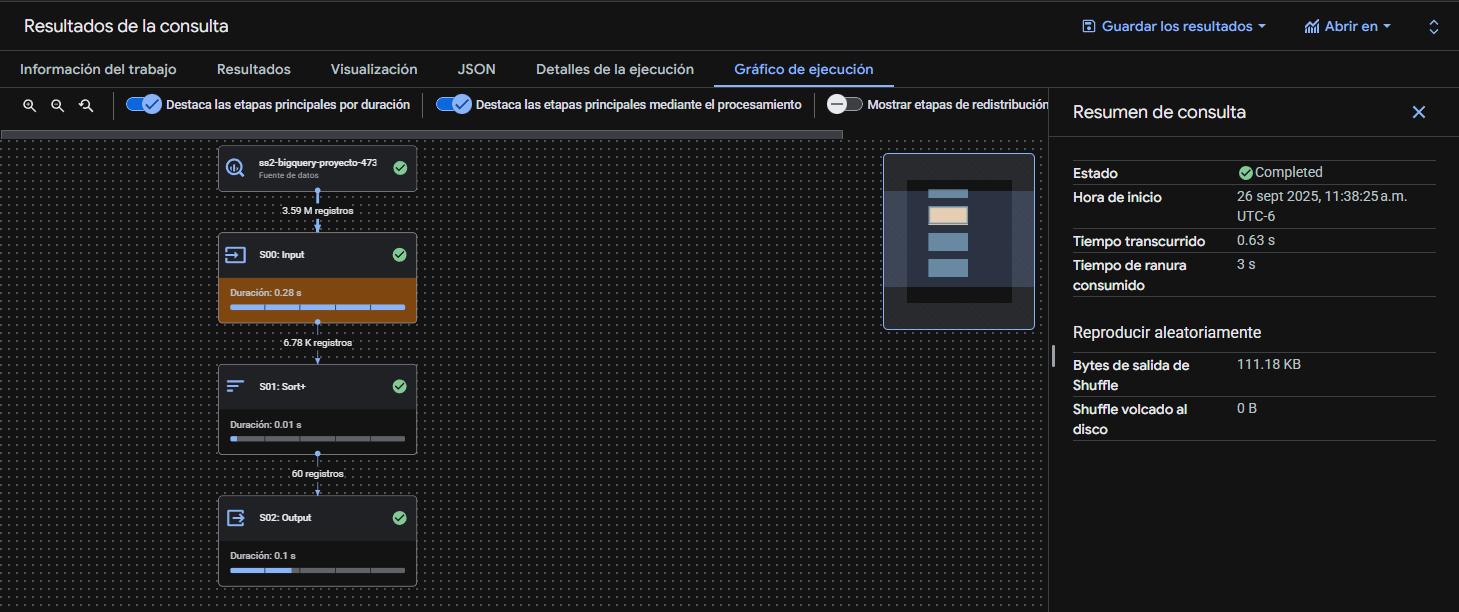 Resultados de la consulta
Guardar los resultados
Abrir en
Información del trabajo
Resultados
Visualización
JSON
Detalles de la ejecución
Gráfico de ejecución
Destaca las etapas principales por duración
Destaca las etapas principales mediante el procesamiento
Mostrar etapas de redistribución
ss2-bigquery-proyecto-473
Fuente de datos
3.59 M registros
S00: Input
Duración: 0.28 s
6.78 K registros
S01: Sort+
Duración: 0.01 s
60 registros
S02: Output
Duración: 0.1 s
Resumen de consulta
Estado
Completed
Hora de inicio
26 sept 2025, 11:38:25 a.m.
UTC-6
Tiempo transcurrido
0.63 s
Tiempo de ranura
consumido
3 s
Reproducir aleatoriamente
Bytes de salida de
Shuffle
111.18 KB
Shuffle volcado al
disco
0 B